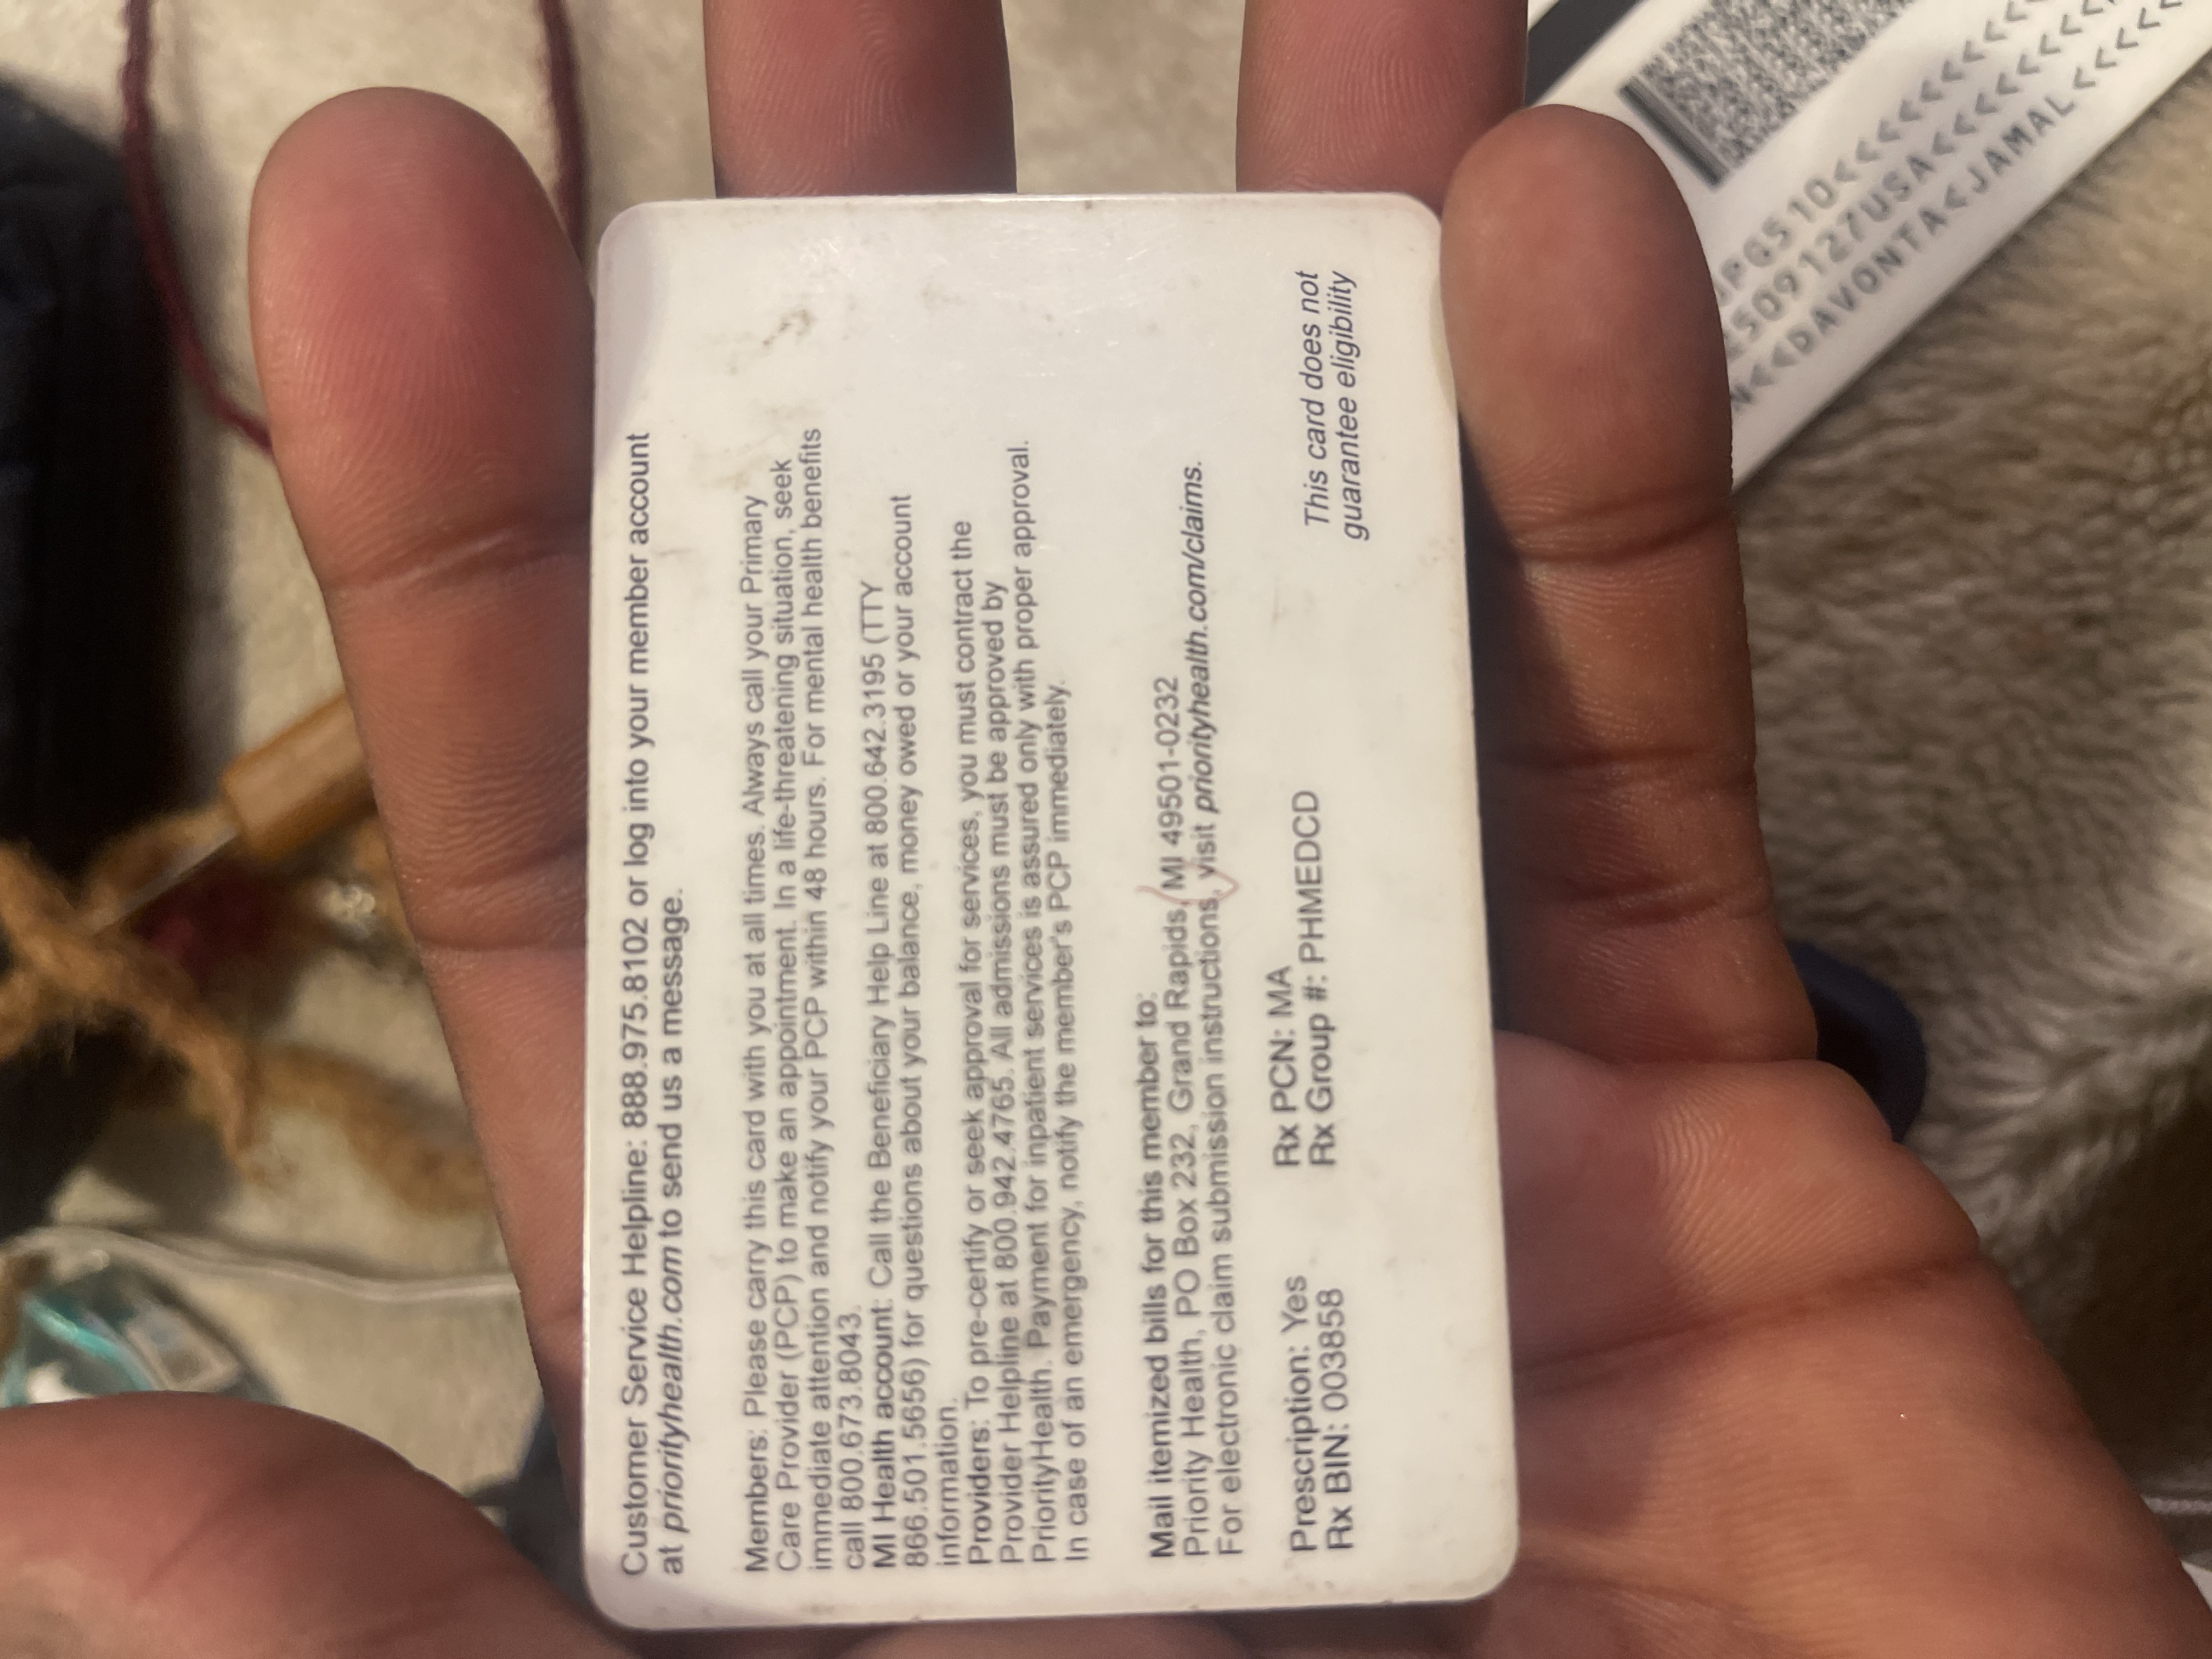 Customer Service Helpline: 888.975.8102 or log into your member account
at priorityhealth.com to send us a message.
Members: Please carry this card with you at all times. Always call your Primary
Care Provider (PCP) to make an appointment. In a life-threatening situation, seek
immediate attention and notify your PCP within 48 hours. For mental health benefits
call 800.673.8043.
MI Health account: Call the Beneficiary Help Line at 800.642.3195 (TTY
866.501.5656) for questions about your balance, money owed or your account
information.
Providers: To pre-certify or seek approval for services, you must contract the
Provider Helpline at 800.942.4765. All admissions must be approved by
PriorityHealth. Payment for inpatient services is assured only with proper approval.
In case of an emergency, notify the member's PCP immediately.
Mail itemized bills for this member to:
Priority Health, PO Box 232, Grand Rapids, MI 49501-0232
For electronic claim submission instructions, visit priorityhealth.com/claims.
Prescription: Yes
Rx BIN: 003858
Rx PCN: MA
Rx Group #: PHMEDCD
This card does not
guarantee eligibility
PGS10<<<<<<<<<
509127USA<<<<<<<<
N<<DAVONTA<JAMAL<<<<<